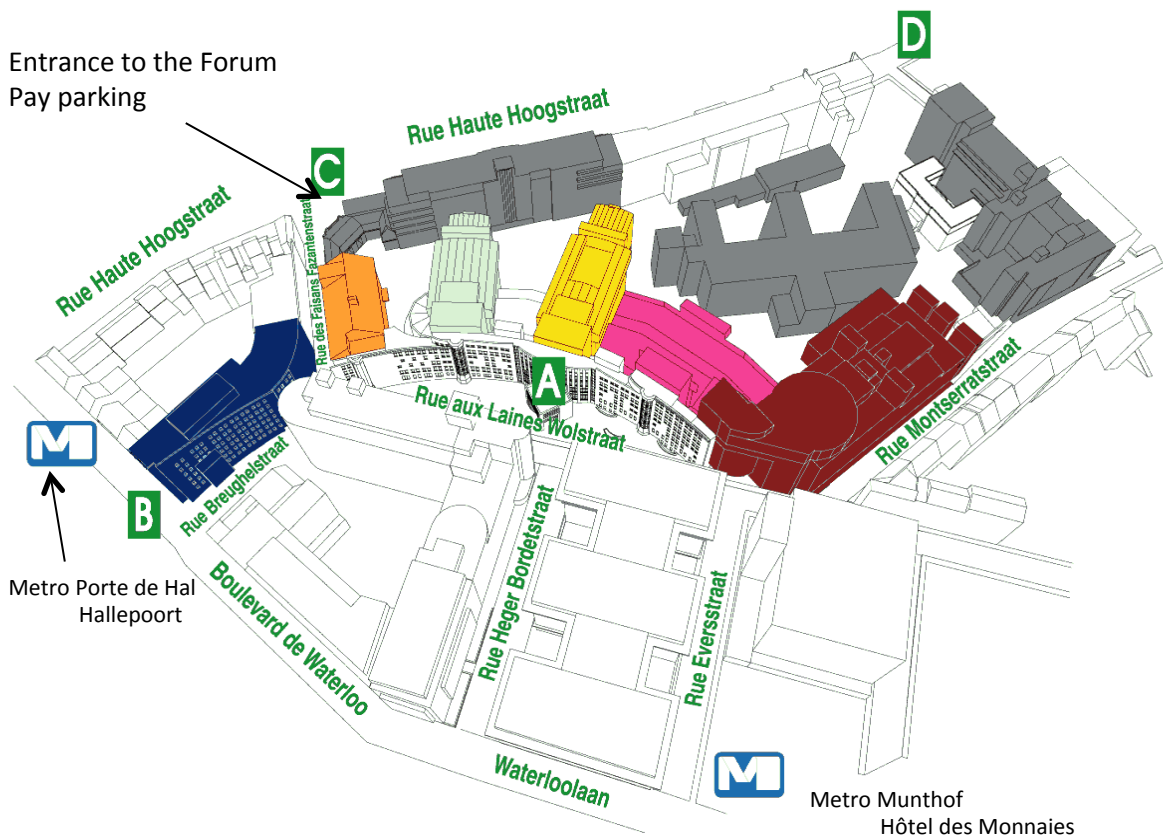 D
Entrance to the Forum
Pay parking
Rue Haute Hoogstraat
C
Rue Haute Hoogstraat
Rue des Faisans Fazantenstraat
A
Rue aux Laines Wolstraat
Rue Montserratstraat
M
B
Rue Breughelstraat
Metro Porte de Hal
Hallepoort
Boulevard de Waterloo
Rue Heger Bordetstraat
Rue Eversstraat
Waterloolaan
M
Metro Munthof
Hôtel des Monnaies